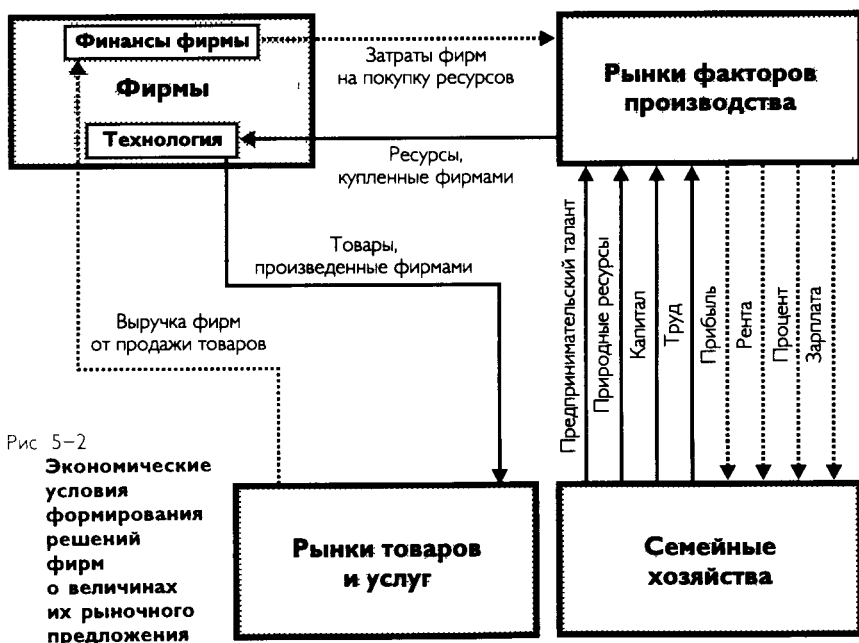 Финансы фирмы
Фирмы
Технология
Затраты фирм
на покупку ресурсов
Рынки факторов
производства
Ресурсы,
купленные фирмами
Товары,
произведенные фирмами
Выручка фирм
от продажи товаров
Предпринимательский талант
Природные ресурсы
Капитал
Труд
Прибыль
Рента
Процент
Зарплата
Рис 5-2
Экономические
условия
формирования
решений
фирм
о величинах
их рыночного
предложения
Рынки товаров
и услуг
Семейные
хозяйства